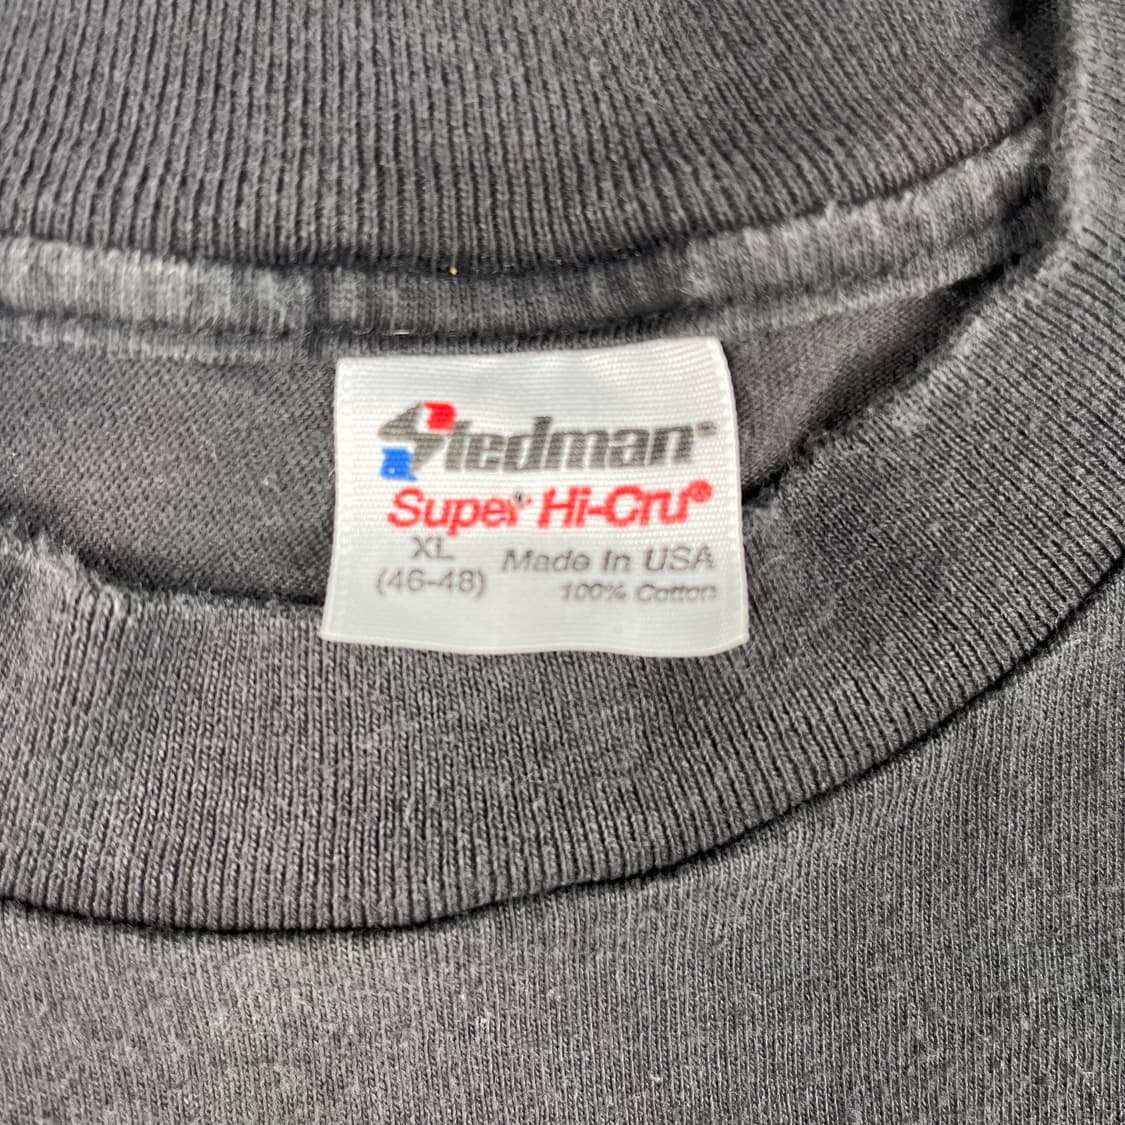 Stedman
Super Hi-Cru®
XL
(46-48)
Made In USA
100% Cotton